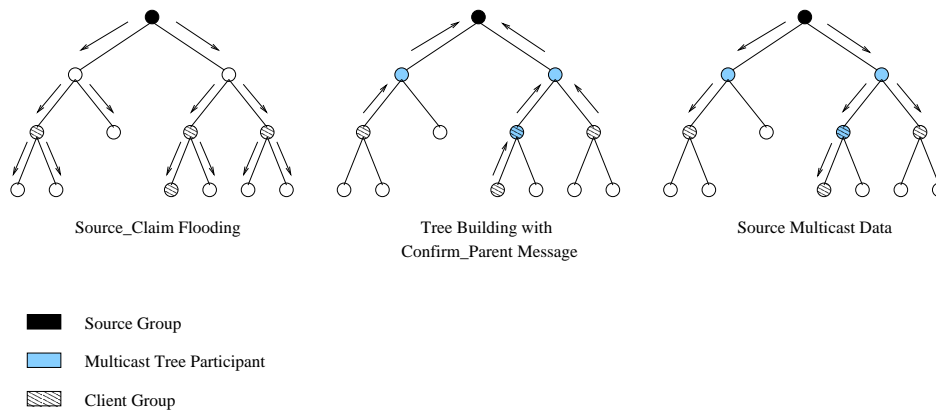 Source_Claim Flooding
Tree Building with
Confirm_Parent Message
Source Multicast Data
Source Group
Multicast Tree Participant
Client Group